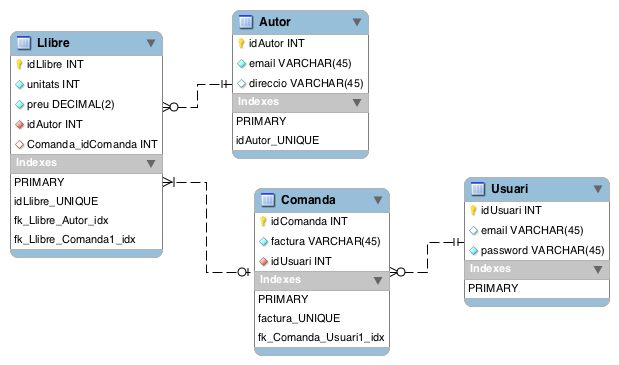 Llibre
idLlibre INT
unitats INT
preu DECIMAL(2)
idAutor INT
Comanda_idComanda INT
Indexes
PRIMARY
idLlibre_UNIQUE
fk_Llibre_Autor_idx
fk_Llibre_Comanda1_idx
Autor
idAutor INT
email VARCHAR(45)
direccio VARCHAR(45)
Indexes
PRIMARY
idAutor_UNIQUE
Comanda
idComanda INT
factura VARCHAR(45)
idUsuari INT
Indexes
PRIMARY
factura_UNIQUE
fk_Comanda_Usuari1_idx
Usuari
idUsuari INT
email VARCHAR(45)
password VARCHAR(45)
Indexes
PRIMARY